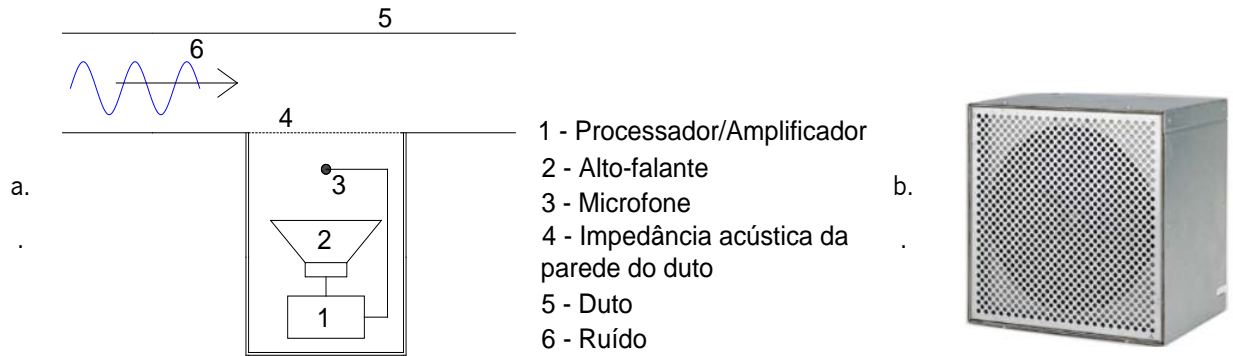 5
6
4
3
2
1
a.
.
1 - Processador/Amplificador
2 - Alto-falante
3 - Microfone
4 - Impedância acústica da
parede do duto
5 - Duto
6 - Ruído
b.
.